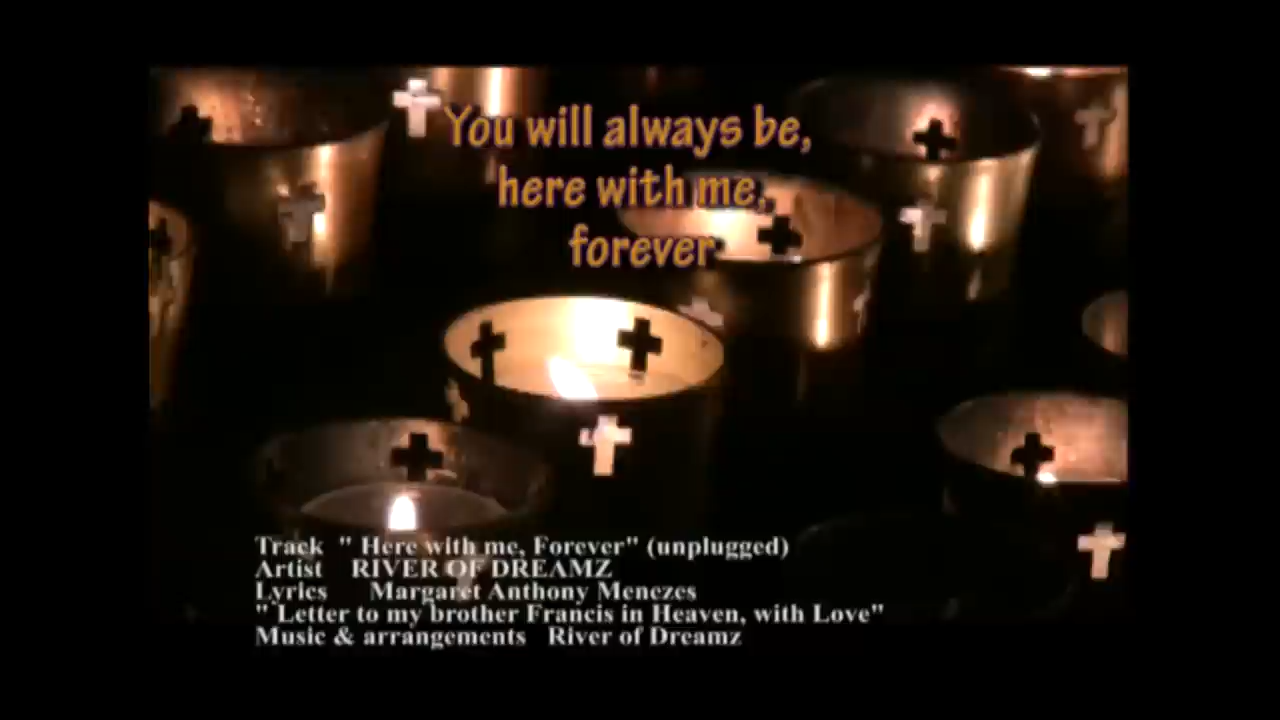 You will always be,
here with me,
forever
Track " Here with me, Forever" (unplugged)
Artist RIVER OF DREAMZ
Lyrics Margaret Anthony Menezes
" Letter to my brother Francis in Heaven, with Love"
Music & arrangements River of Dreamz